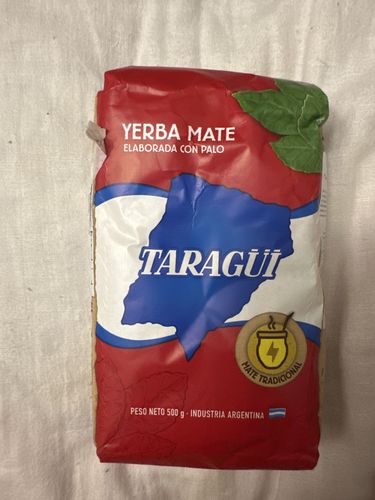 YERBA MATE
ELABORADA CON PALO
TARAGÜI
MATE TRADICIONAL
PESO NETO 500 g - INDUSTRIA ARGENTINA